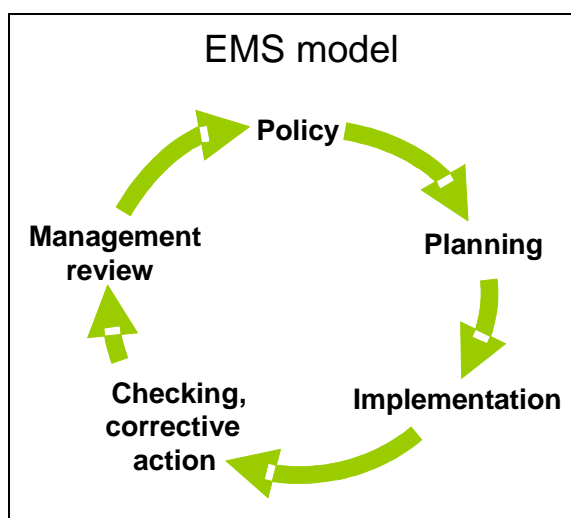 EMS model
Policy
Planning
Implementation
Checking,
corrective
action
Management
review